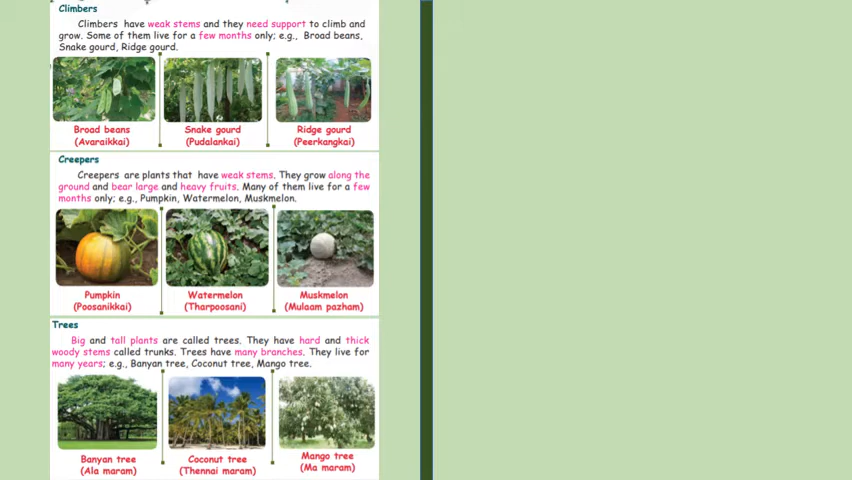 Climbers
Climbers have weak stems and they need support to climb and
grow. Some of them live for a few months only; e.g., Broad beans,
Snake gourd, Ridge gourd.
Broad beans
(Avaraikkai)
Snake gourd
(Pudalankai)
Ridge gourd
(Peerkangkai)
Creepers
Creepers are plants that have weak stems. They grow along the
ground and bear large and heavy fruits. Many of them live for a few
months only; e.g., Pumpkin, Watermelon, Muskmelon.
Pumpkin
(Poosanikkai)
Watermelon
(Tharpoosani)
Muskmelon
(Mulaam pazham)
Trees
Big and tall plants are called trees. They have hard and thick
woody stems called trunks. Trees have many branches. They live for
many years; e.g., Banyan tree, Coconut tree, Mango tree.
Banyan tree
(Ala maram)
Coconut tree
(Thennai maram)
Mango tree
(Ma maram)